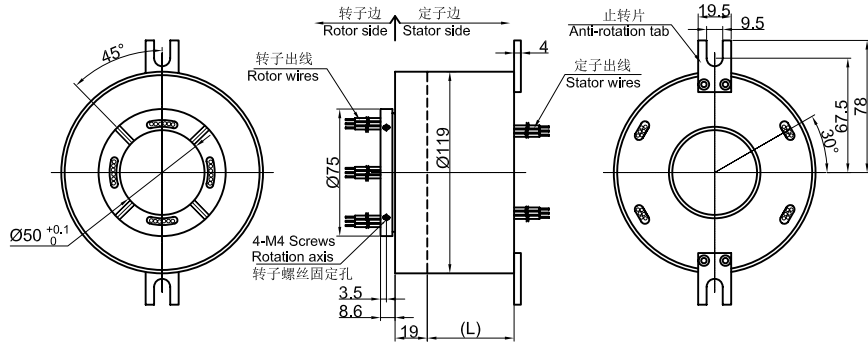 45°
Ø50 +0.1 0
转子边
定子边
Rotor side
Stator side
转子出线
Rotor wires
定子出线
Stator wires
4
Ø75
Ø119
4-M4 Screws
Rotation axis
转子螺丝固定孔
3.5
8.6
19
(L)
止转片
Anti-rotation tab
19.5
9.5
30°
67.5
78